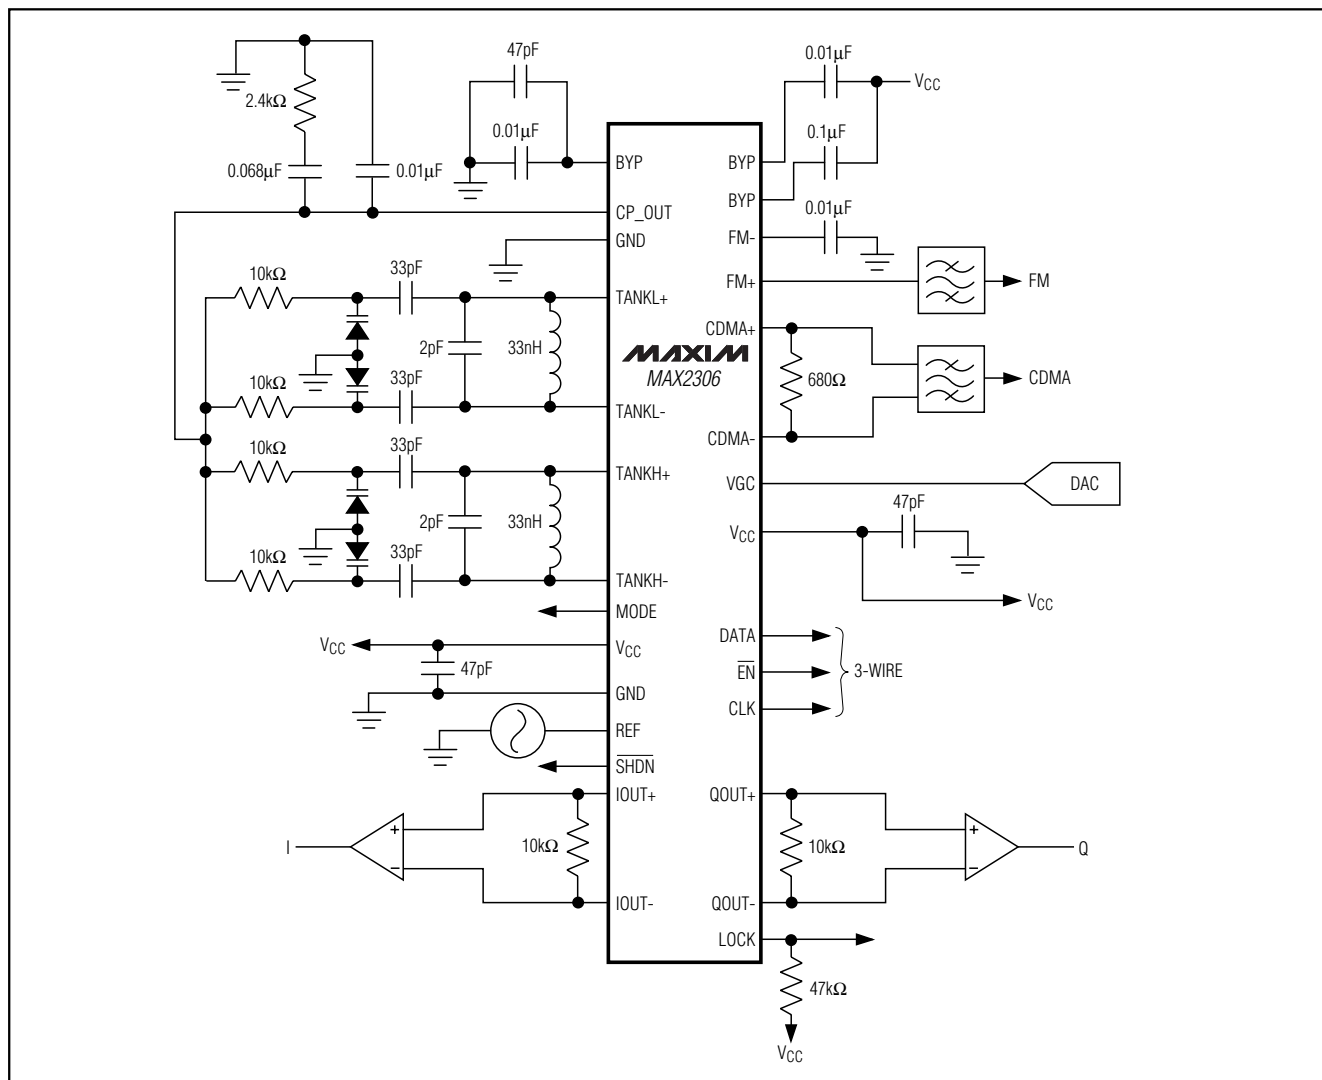 47pF
0.01μF
VCC
2.4kΩ
0.01μF
0.1μF
0.068μF
0.01μF
BYP
BYP
BYP
CP_OUT
0.01μF
GND
FM-
10kΩ
33pF
TANKL+
FM+
FM
CDMA+
2pF
33nH
MAXIM
MAX2306
680Ω
CDMA
10kΩ
33pF
TANKL-
CDMA-
10kΩ
33pF
TANKH+
VGC
DAC
47pF
2pF
33nH
VCC
10kΩ
33pF
TANKH-
VCC
MODE
DATA
VCC
VCC
47pF
EN
3-WIRE
GND
CLK
REF
SHDN
IOUT+
QOUT+
+
+
I
10kΩ
10kΩ
Q
−
−
IOUT-
QOUT-
LOCK
47kΩ
VCC